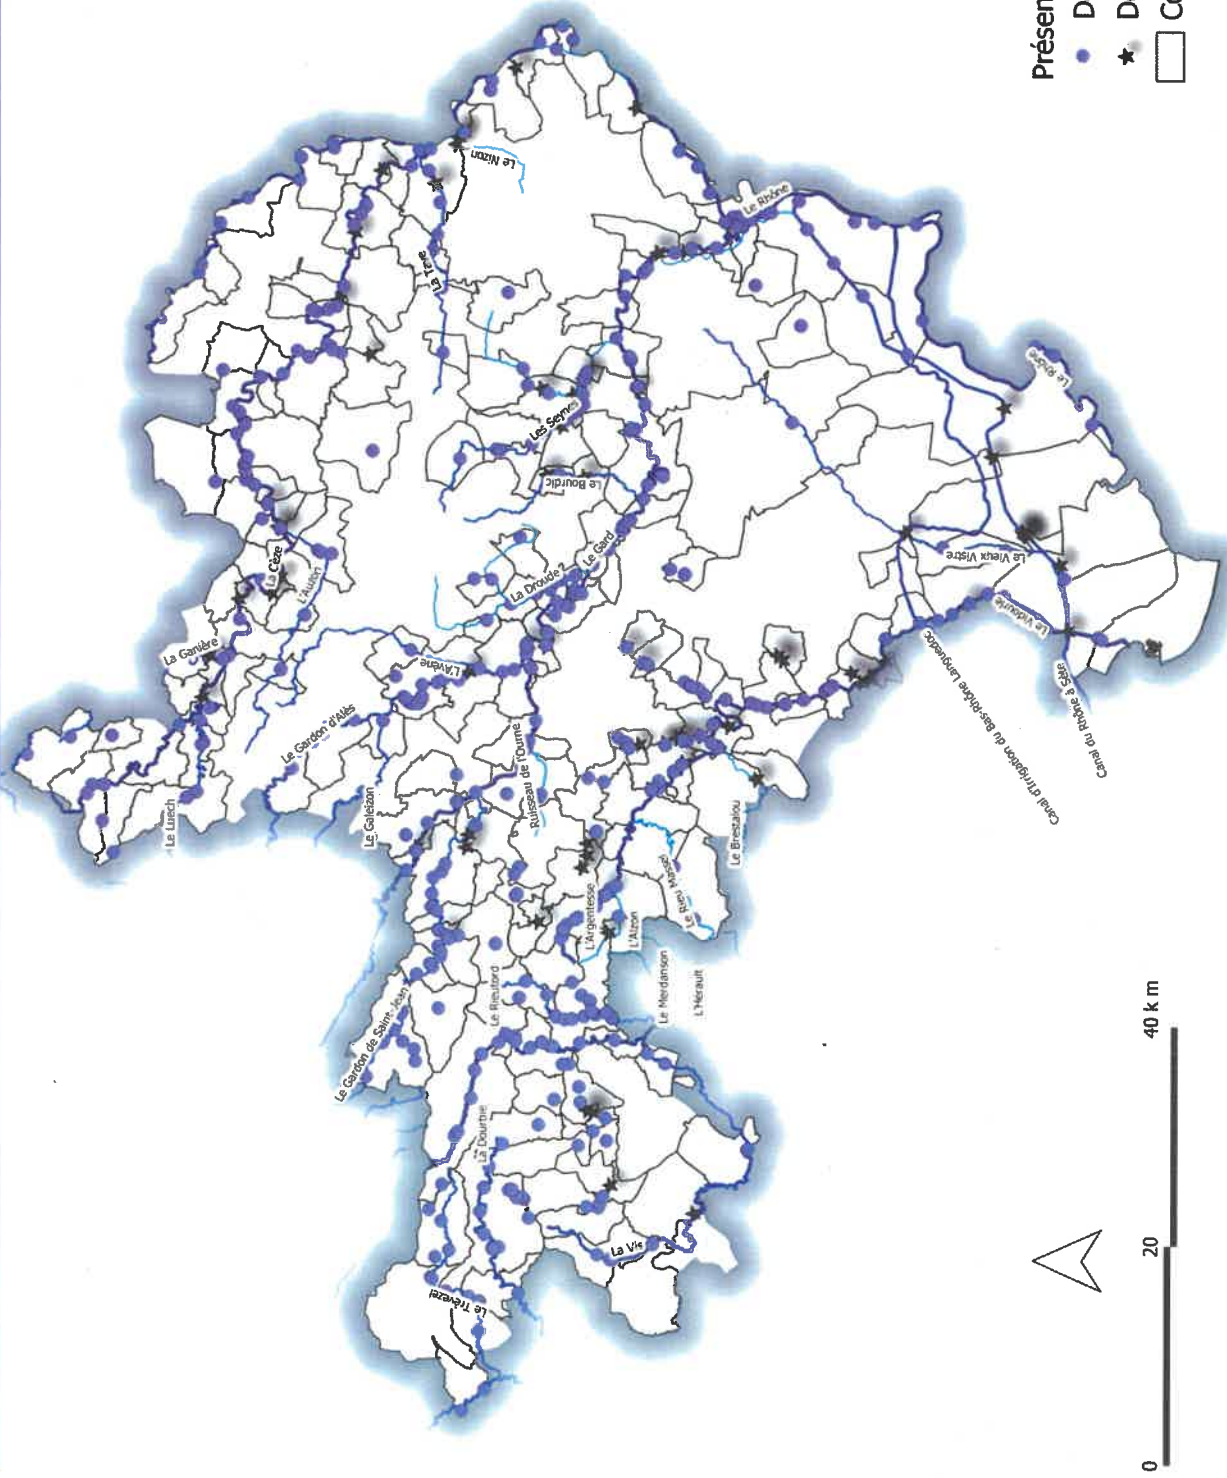 Présen
D
D
Co
Le Nizon
Le Rhône
La Tave
Les Seynes
Le Bourdic
Le Gard
La Droude
La Cèze
L'Auzon
La Ganière
L'Avène
Le Gardon d'Alès
Le Luech
Le Galeizon
Ruisseau de l'Ourne
Le Rhône
Le Vieux Vistre
Le Vidourle
Canal d'Irrigation du Bas-Rhône Languedoc
Canal du Rhône à Sète
Le Brestalou
Le Rieu Massel
L'Argentesse
L'Alzon
Le Merdanson
L'Hérault
Le Rieutord
Le Gardon de Saint-Jean
La Dourbie
La Vis
Le Trèvezel
0 20 40 km